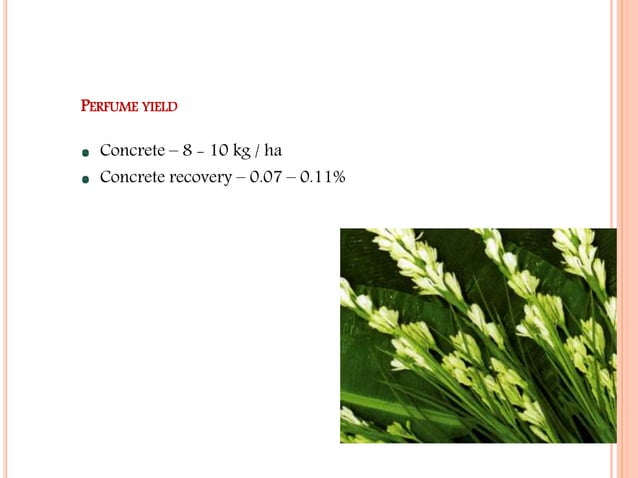 PERFUME YIELD
Concrete – 8 - 10 kg / ha
Concrete recovery – 0.07 – 0.11%